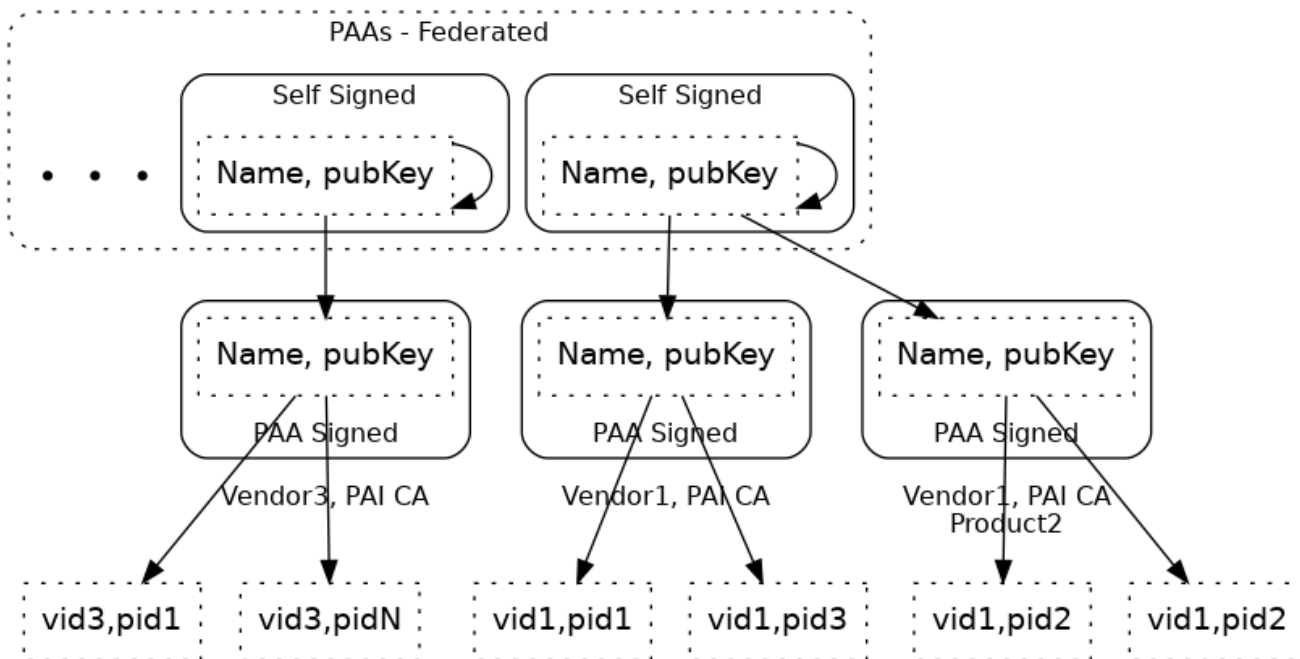 PAAs - Federated
Self Signed
Self Signed
Name, pubKey
Name, pubKey
Name, pubKey
Name, pubKey
Name, pubKey
PAA Signed
PAA Signed
PAA Signed
Vendor3, PAI CA
Vendor1, PAI CA
Vendor1, PAI CA
Product2
vid3,pid1
vid3,pidN
vid1,pid1
vid1,pid3
vid1,pid2
vid1,pid2